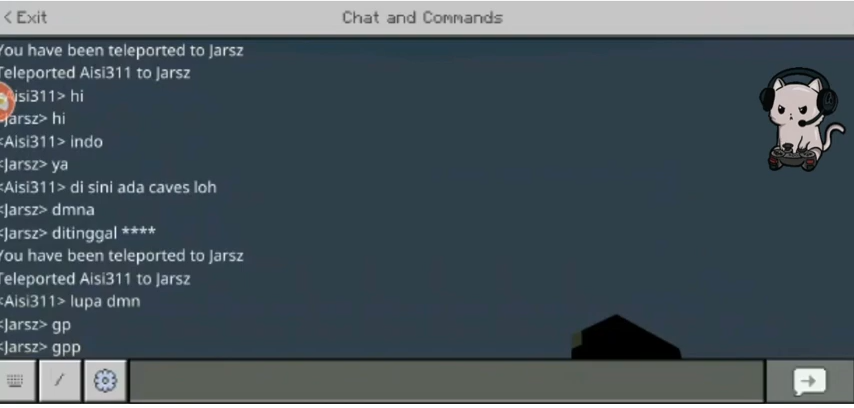 < Exit
Chat and Commands
You have been teleported to Jarsz
Teleported Aisi311 to Jarsz
<Aisi311> hi
<Jarsz> hi
<Aisi311> indo
<Jarsz> ya
<Aisi311> di sini ada caves loh
<Jarsz> dmna
<Jarsz> ditinggal ****
You have been teleported to Jarsz
Teleported Aisi311 to Jarsz
<Aisi311> lupa dmn
<Jarsz> gp
<Jarsz> gpp
/